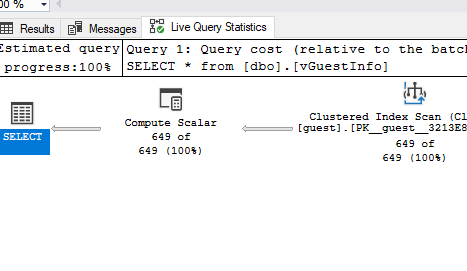 00 %
Results Messages Live Query Statistics
Estimated query Query 1: Query cost (relative to the batch
progress:100% SELECT * from [dbo].[vGuestInfo]
SELECT
Compute Scalar
649 of
649 (100%)
Clustered Index Scan (Cl
[guest].[PK__guest__3213E8
649 of
649 (100%)